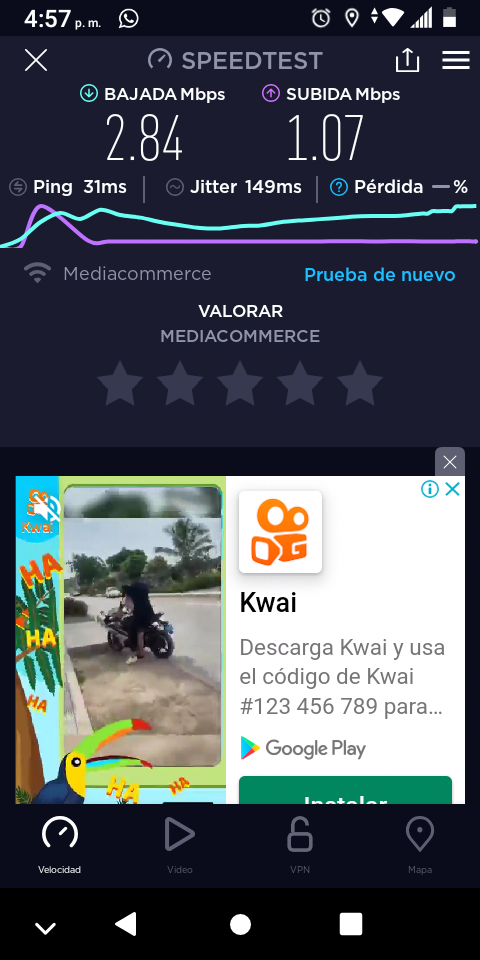 4:57 p. m.
SPEEDTEST
BAJADA Mbps
SUBIDA Mbps
2.84
1.07
Ping 31ms
Jitter 149ms
Pérdida —%
Mediacommerce
Prueba de nuevo
VALORAR
MEDIACOMMERCE
Kwai
HA
HA
HA
HA
HA
Kwai
Descarga Kwai y usa
el código de Kwai
#123 456 789 para…
Google Play
Instalar
Velocidad
Video
VPN
Mapa